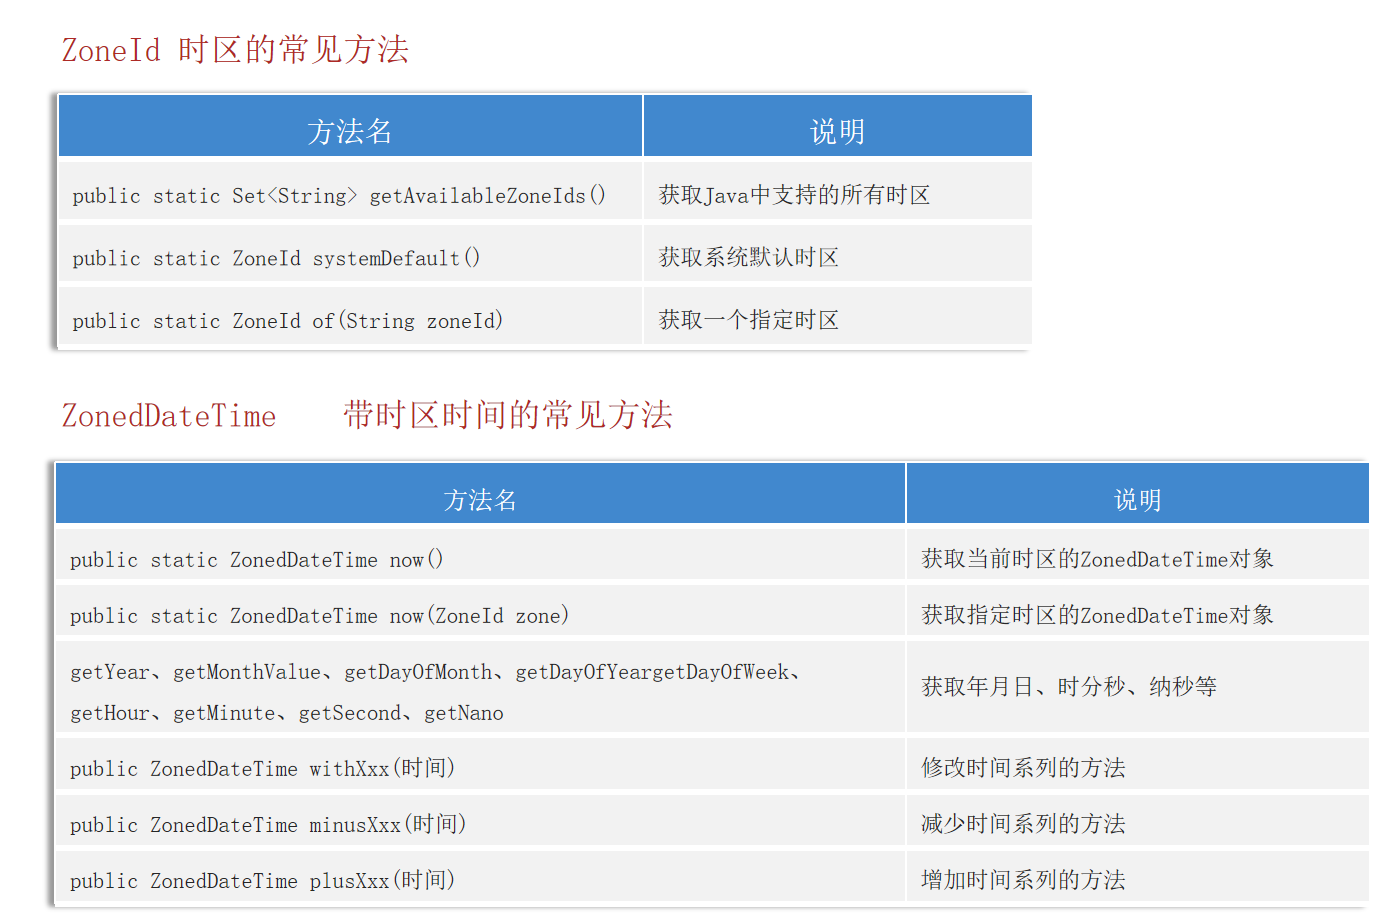 ZoneId 时区的常见方法
方法名 说明
public static Set<String> getAvailableZoneIds() 获取Java中支持的所有时区
public static ZoneId systemDefault() 获取系统默认时区
public static ZoneId of(String zoneId) 获取一个指定时区
ZonedDateTime 带时区时间的常见方法
方法名 说明
public static ZonedDateTime now() 获取当前时区的ZonedDateTime对象
public static ZonedDateTime now(ZoneId zone) 获取指定时区的ZonedDateTime对象
getYear、getMonthValue、getDayOfMonth、getDayOfYeargetDayOfWeek、
getHour、getMinute、getSecond、getNano
获取年月日、时分秒、纳秒等
public ZonedDateTime withXxx(时间) 修改时间系列的方法
public ZonedDateTime minusXxx(时间) 减少时间系列的方法
public ZonedDateTime plusXxx(时间) 增加时间系列的方法